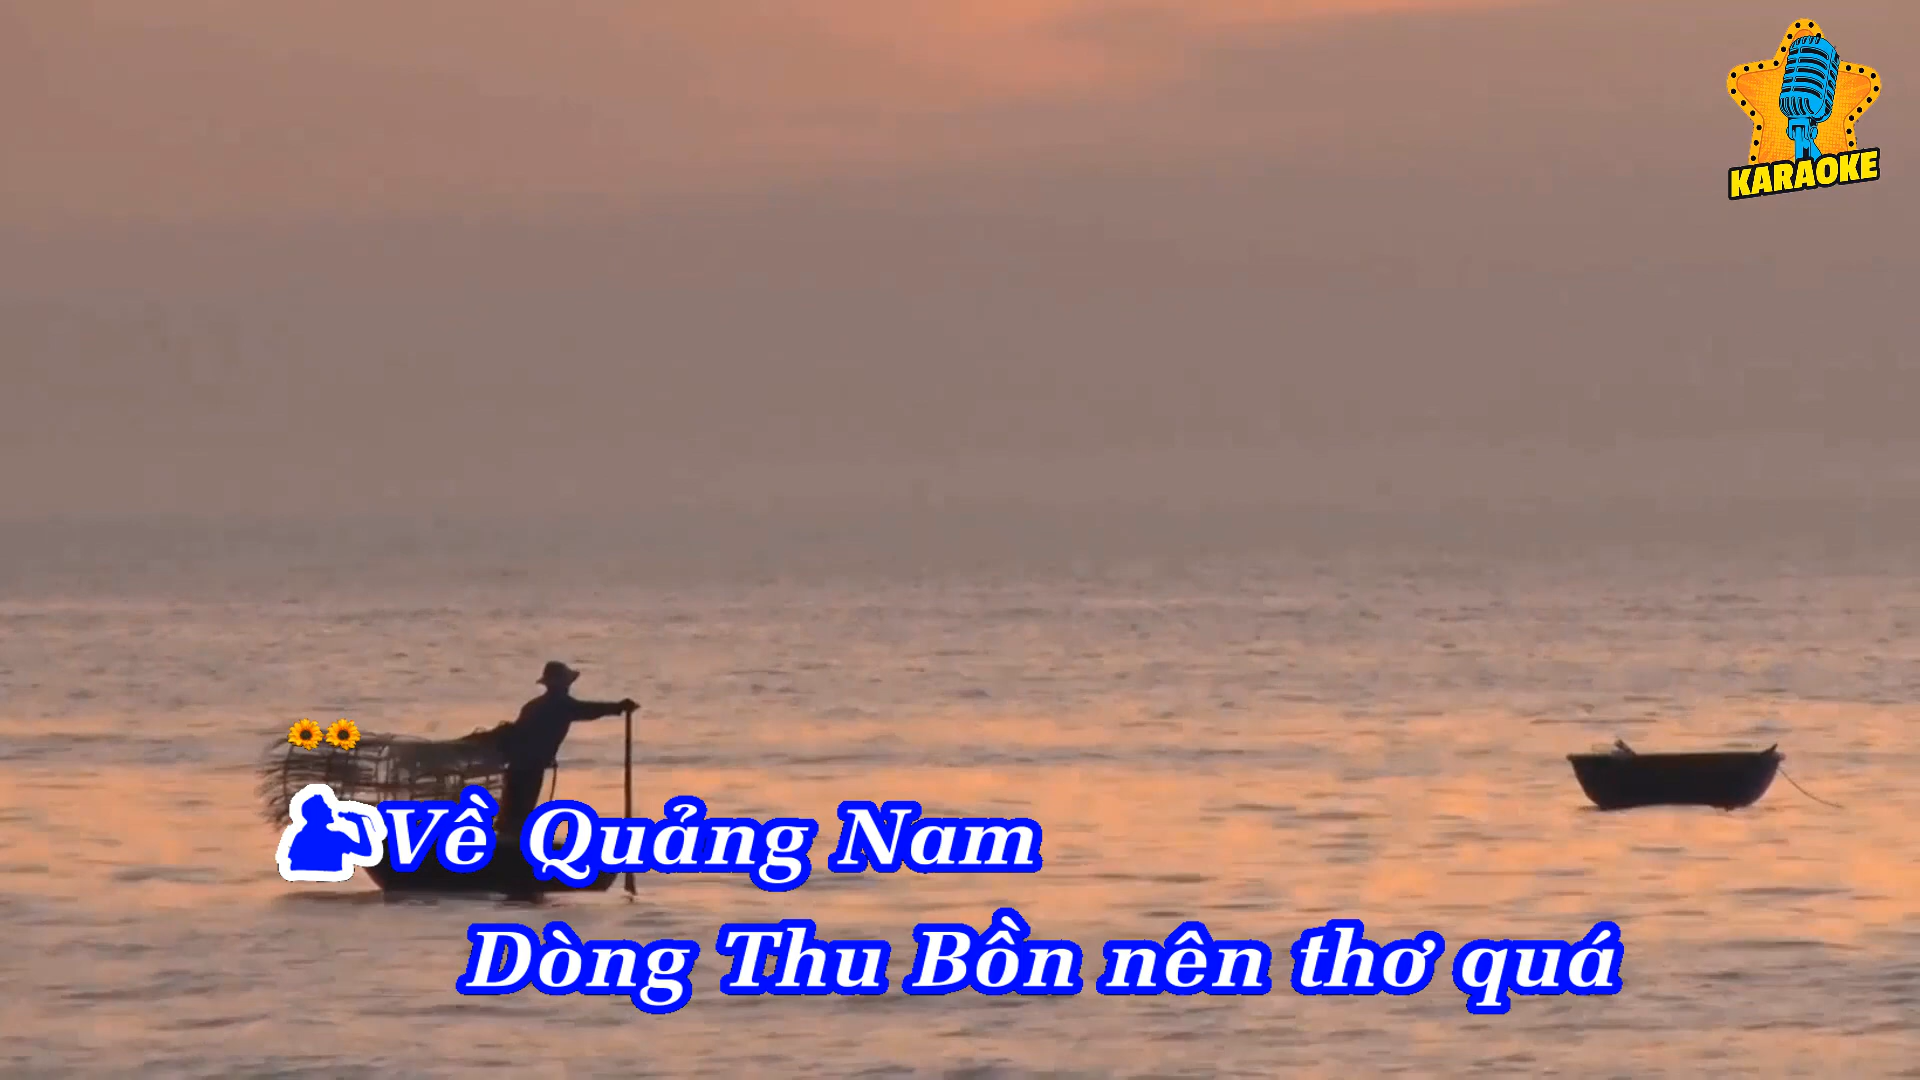 KARAOKE
Về Quảng Nam
Dòng Thu Bồn nên thơ quá